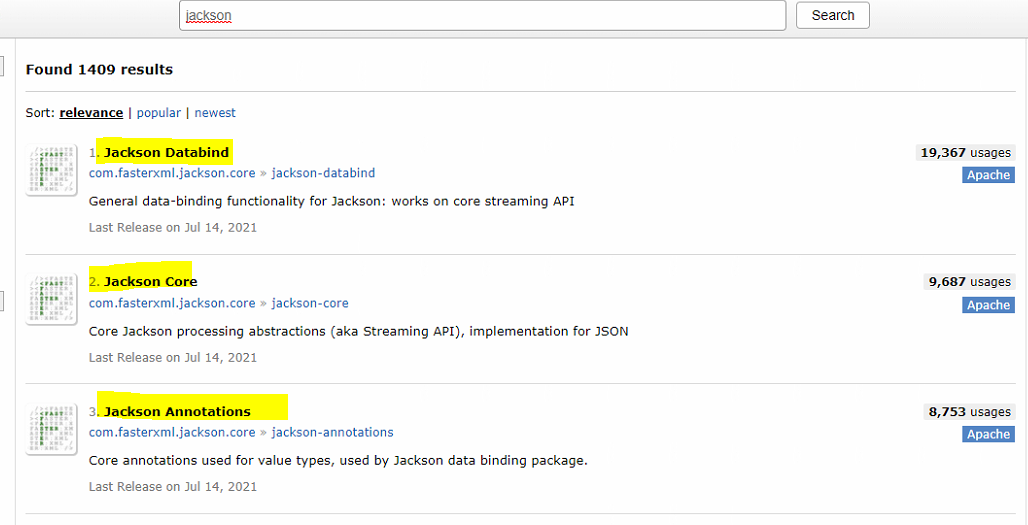 jackson
Search
Found 1409 results
Sort: relevance | popular | newest
1. Jackson Databind
19,367 usages
com.fasterxml.jackson.core » jackson-databind
Apache
General data-binding functionality for Jackson: works on core streaming API
Last Release on Jul 14, 2021
2. Jackson Core
9,687 usages
com.fasterxml.jackson.core » jackson-core
Apache
Core Jackson processing abstractions (aka Streaming API), implementation for JSON
Last Release on Jul 14, 2021
3. Jackson Annotations
8,753 usages
com.fasterxml.jackson.core » jackson-annotations
Apache
Core annotations used for value types, used by Jackson data binding package.
Last Release on Jul 14, 2021